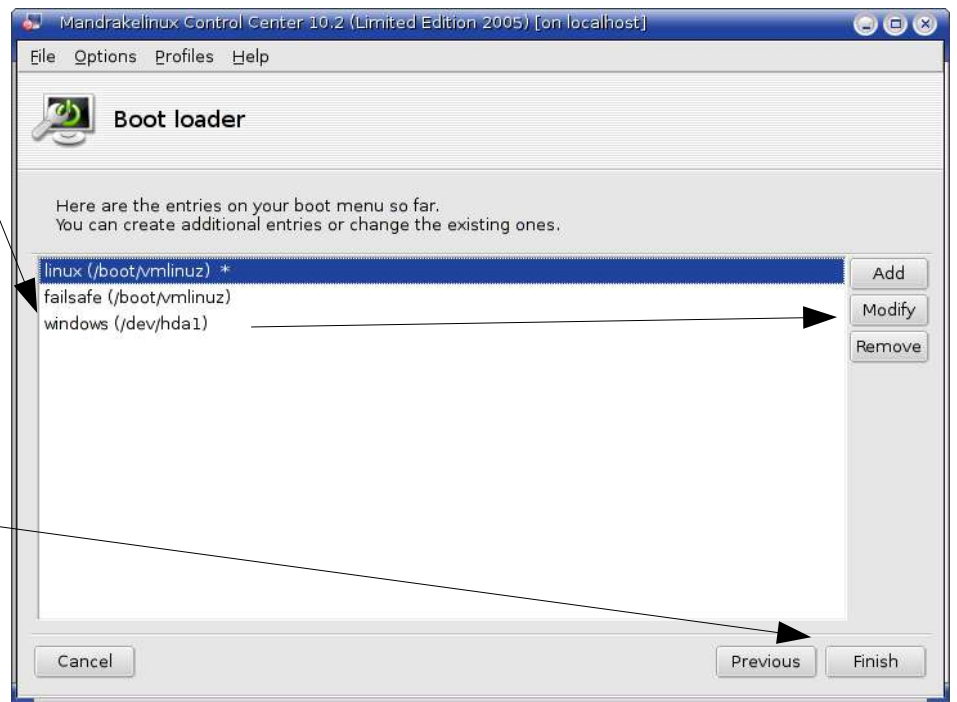 Mandrakelinux Control Center 10.2 (Limited Edition 2005) [on localhost]
File Options Profiles Help
Boot loader
Here are the entries on your boot menu so far.
You can create additional entries or change the existing ones.
linux (/boot/vmlinuz) *
failsafe (/boot/vmlinuz)
windows (/dev/hda1)
Add
Modify
Remove
Cancel
Previous
Finish